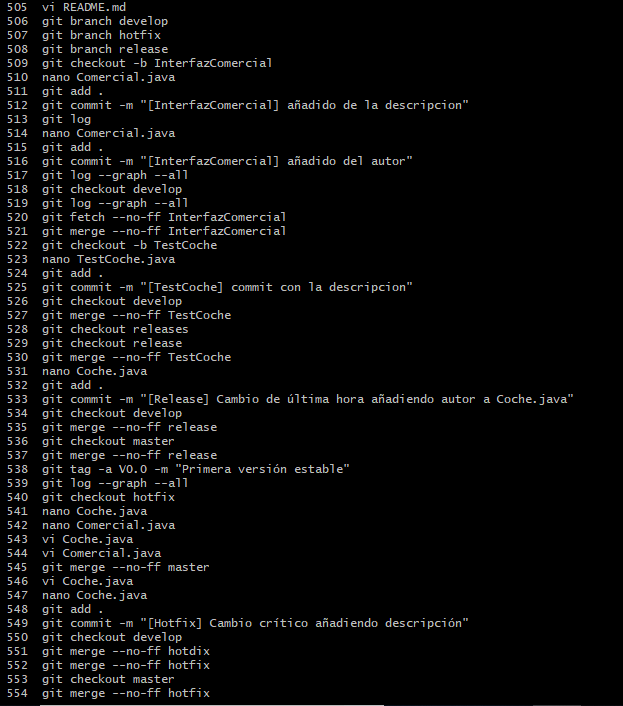 505 vi README.md
506 git branch develop
507 git branch hotfix
508 git branch release
509 git checkout -b InterfazComercial
510 nano Comercial.java
511 git add .
512 git commit -m "[InterfazComercial] añadido de la descripcion"
513 git log
514 nano Comercial.java
515 git add .
516 git commit -m "[InterfazComercial] añadido del autor"
517 git log --graph --all
518 git checkout develop
519 git log --graph --all
520 git fetch --no-ff InterfazComercial
521 git merge --no-ff InterfazComercial
522 git checkout -b TestCoche
523 nano TestCoche.java
524 git add .
525 git commit -m "[TestCoche] commit con la descripcion"
526 git checkout develop
527 git merge --no-ff TestCoche
528 git checkout releases
529 git checkout release
530 git merge --no-ff TestCoche
531 nano Coche.java
532 git add .
533 git commit -m "[Release] Cambio de última hora añadiendo autor a Coche.java"
534 git checkout develop
535 git merge --no-ff release
536 git checkout master
537 git merge --no-ff release
538 git tag -a V0.0 -m "Primera versión estable"
539 git log --graph --all
540 git checkout hotfix
541 nano Coche.java
542 nano Comercial.java
543 vi Coche.java
544 vi Comercial.java
545 git merge --no-ff master
546 vi Coche.java
547 nano Coche.java
548 git add .
549 git commit -m "[Hotfix] Cambio crítico añadiendo descripción"
550 git checkout develop
551 git merge --no-ff hotdix
552 git merge --no-ff hotfix
553 git checkout master
554 git merge --no-ff hotfix